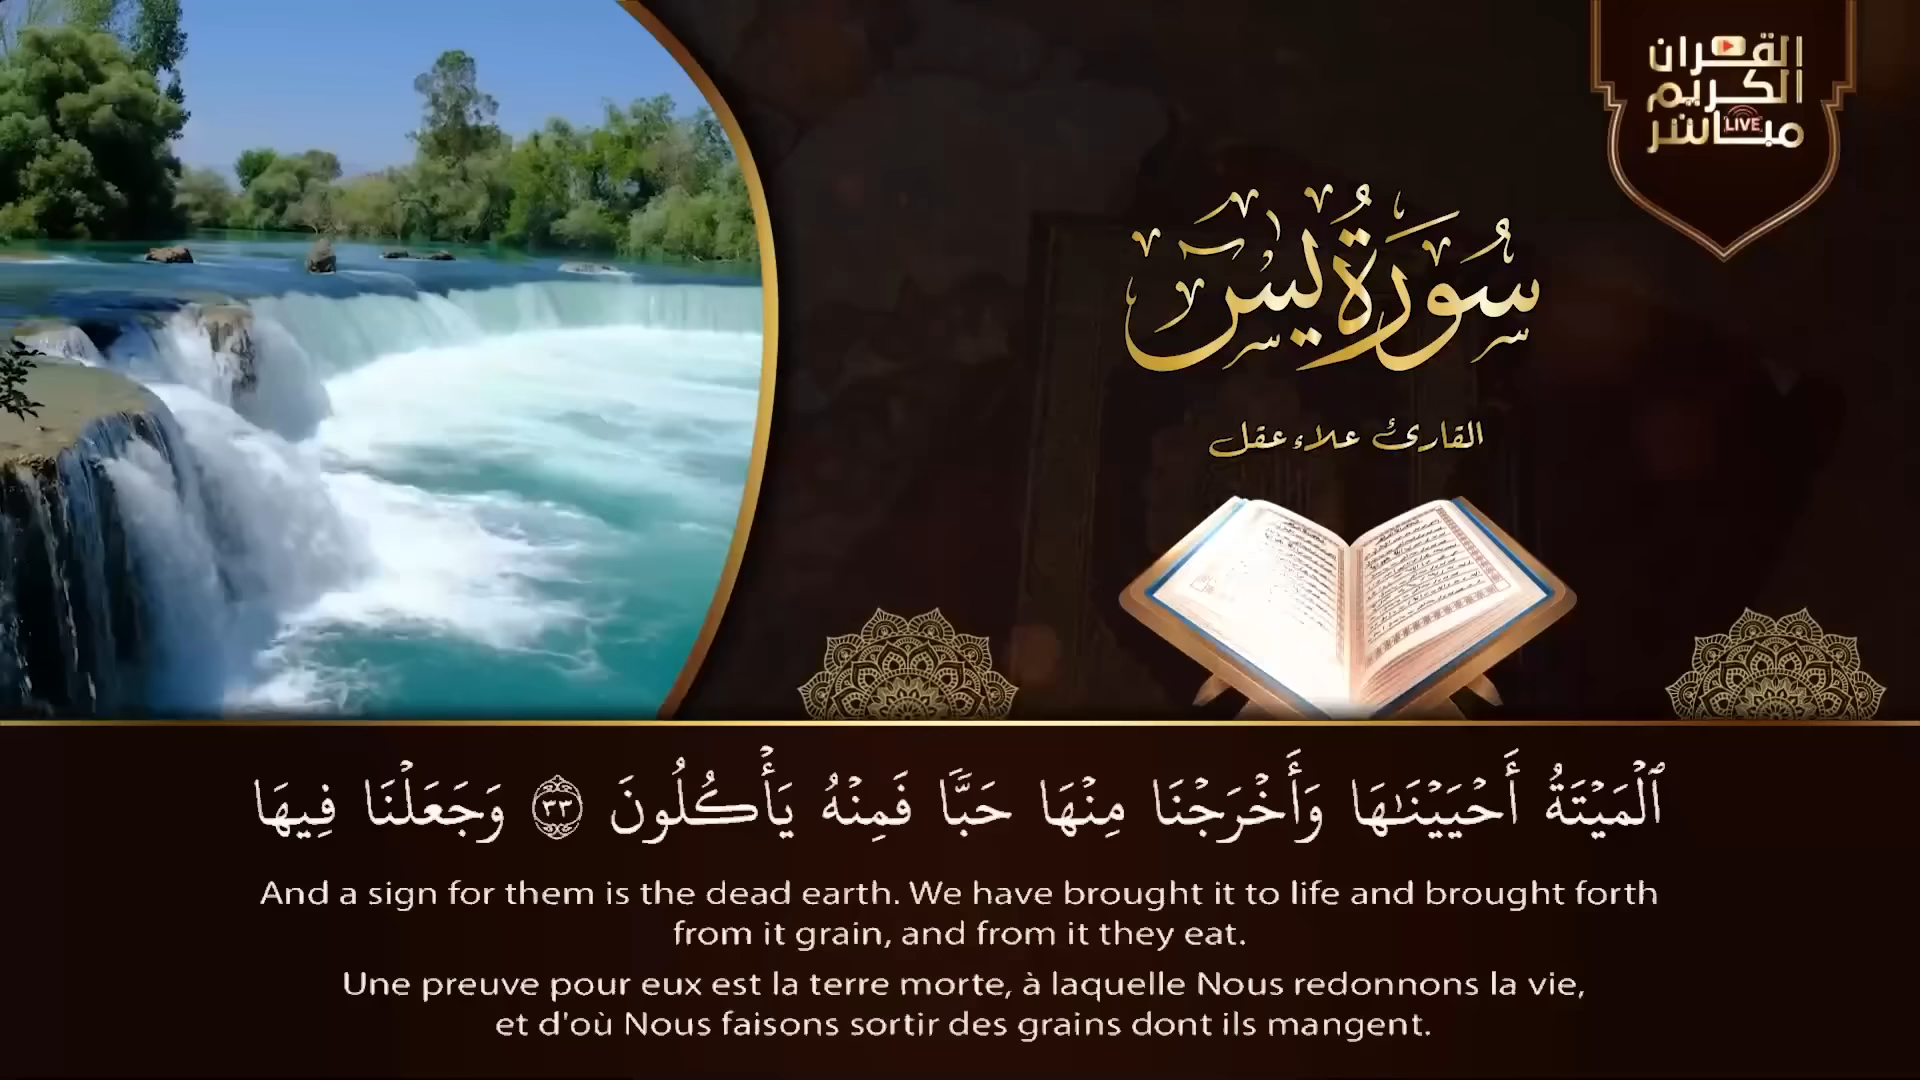 القرآن
الكريم
مباشر
LIVE
سُورَةُ يسٓ
القارئ علاء عقل
ٱلْمَيْتَةُ أَحْيَيْنَٰهَا وَأَخْرَجْنَا مِنْهَا حَبًّا فَمِنْهُ يَأْكُلُونَ ٣٣ وَجَعَلْنَا فِيهَا
And a sign for them is the dead earth. We have brought it to life and brought forth
from it grain, and from it they eat.
Une preuve pour eux est la terre morte, à laquelle Nous redonnons la vie,
et d'où Nous faisons sortir des grains dont ils mangent.